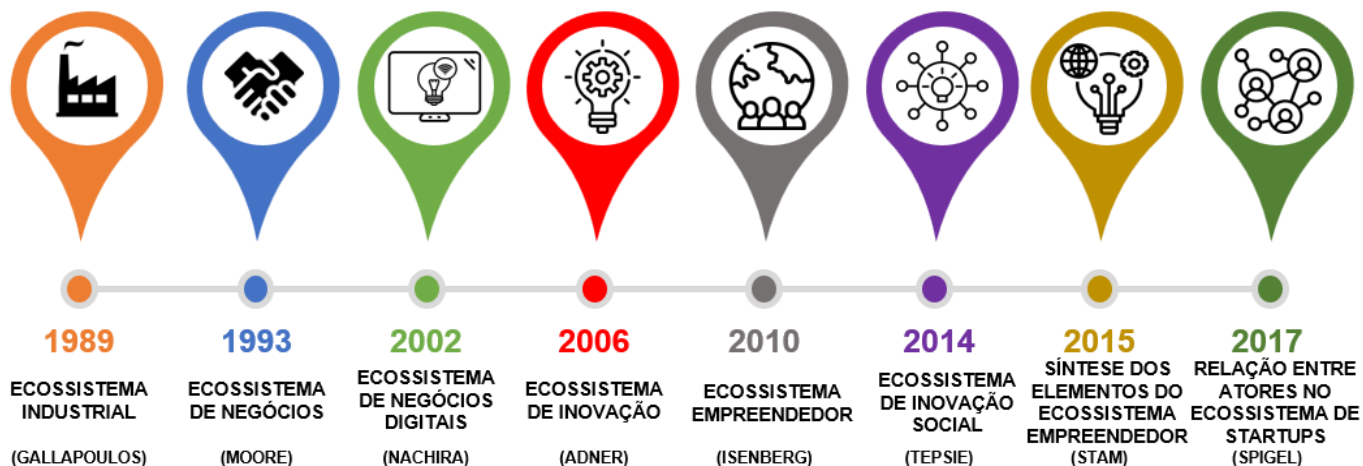 1989
ECOSSISTEMA
INDUSTRIAL
(GALLAPOULOS)
1993
ECOSSISTEMA
DE NEGÓCIOS
(MOORE)
2002
ECOSSISTEMA
DE NEGÓCIOS
DIGITAIS
(NACHIRA)
2006
ECOSSISTEMA
DE INOVAÇÃO
(ADNER)
2010
ECOSSISTEMA
EMPREENDEDOR
(ISENBERG)
2014
ECOSSISTEMA
DE INOVAÇÃO
SOCIAL
(TEPSIE)
2015
SÍNTESE DOS
ELEMENTOS DO
ECOSSISTEMA
EMPREENDEDOR
(STAM)
2017
RELAÇÃO ENTRE
ATORES NO
ECOSSISTEMA DE
STARTUPS
(SPIGEL)